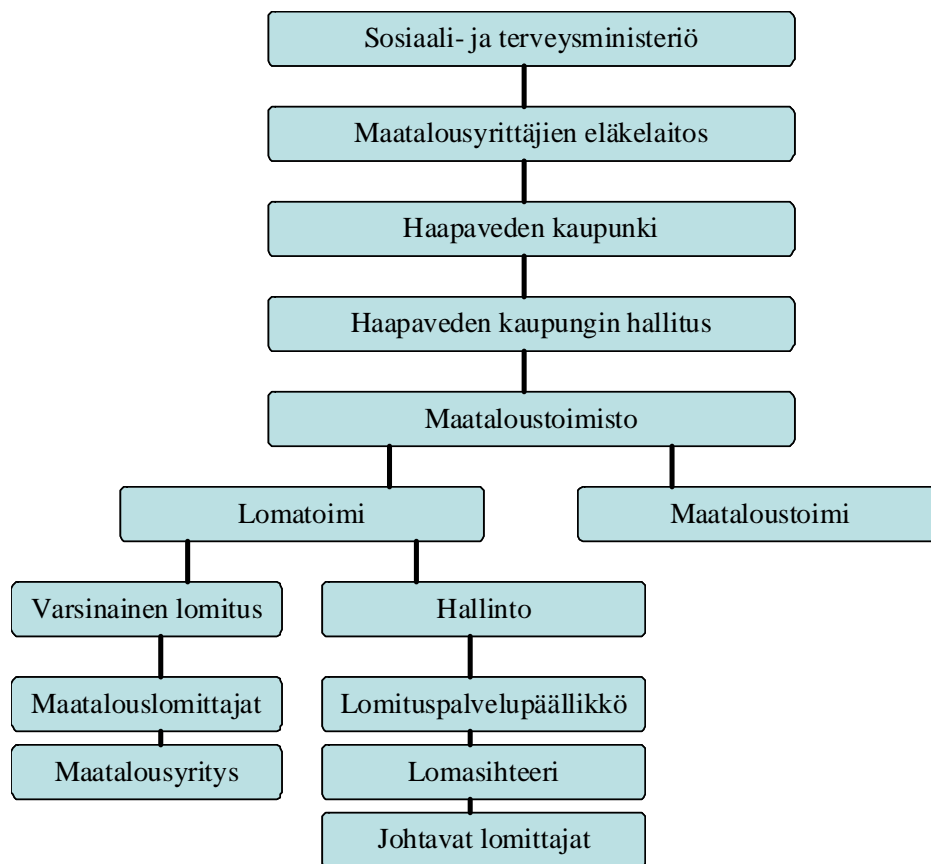 Sosiaali- ja terveysministeriö
Maatalousyrittäjien eläkelaitos
Haapaveden kaupunki
Haapaveden kaupungin hallitus
Maataloustoimisto
Lomatoimi
Maataloustoimi
Varsinainen lomitus
Hallinto
Maatalouslomittajat
Lomituspalvelupäällikkö
Maatalousyritys
Lomasihteeri
Johtavat lomittajat